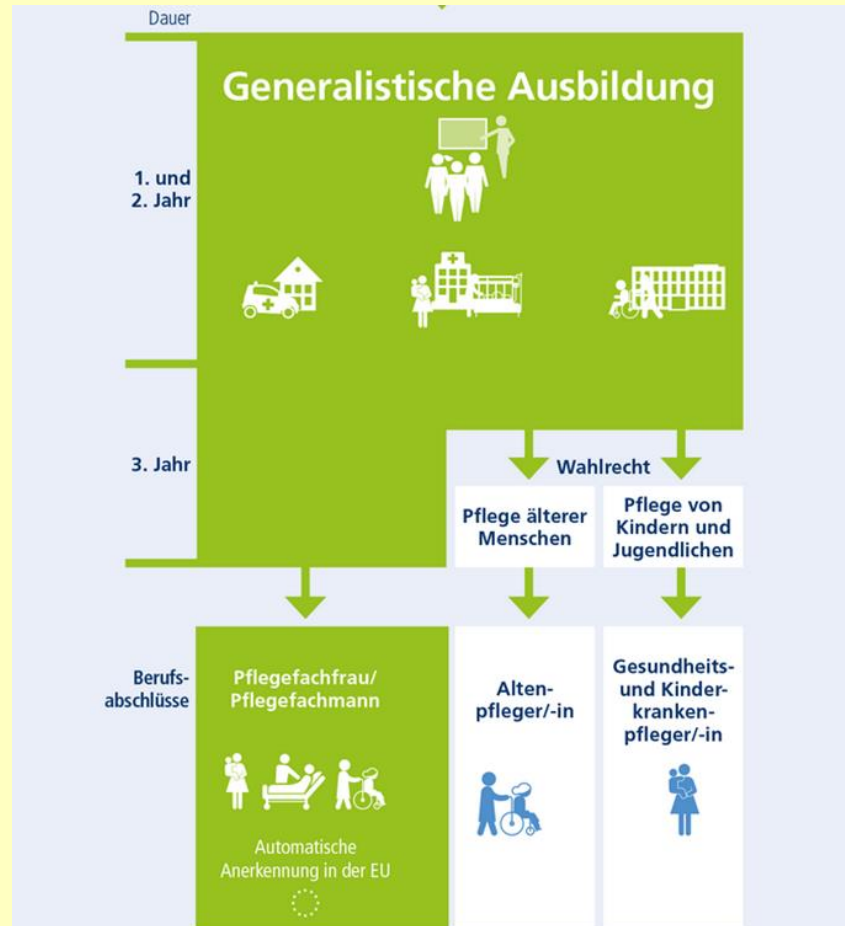 Dauer
Generalistische Ausbildung
1. und
2. Jahr
3. Jahr
Wahlrecht
Pflege älterer
Menschen
Pflege von
Kindern und
Jugendlichen
Berufs-
abschlüsse
Pflegefachfrau/
Pflegefachmann
Automatische
Anerkennung in der EU
Alten-
pfleger/-in
Gesundheits-
und Kinder-
kranken-
pfleger/-in